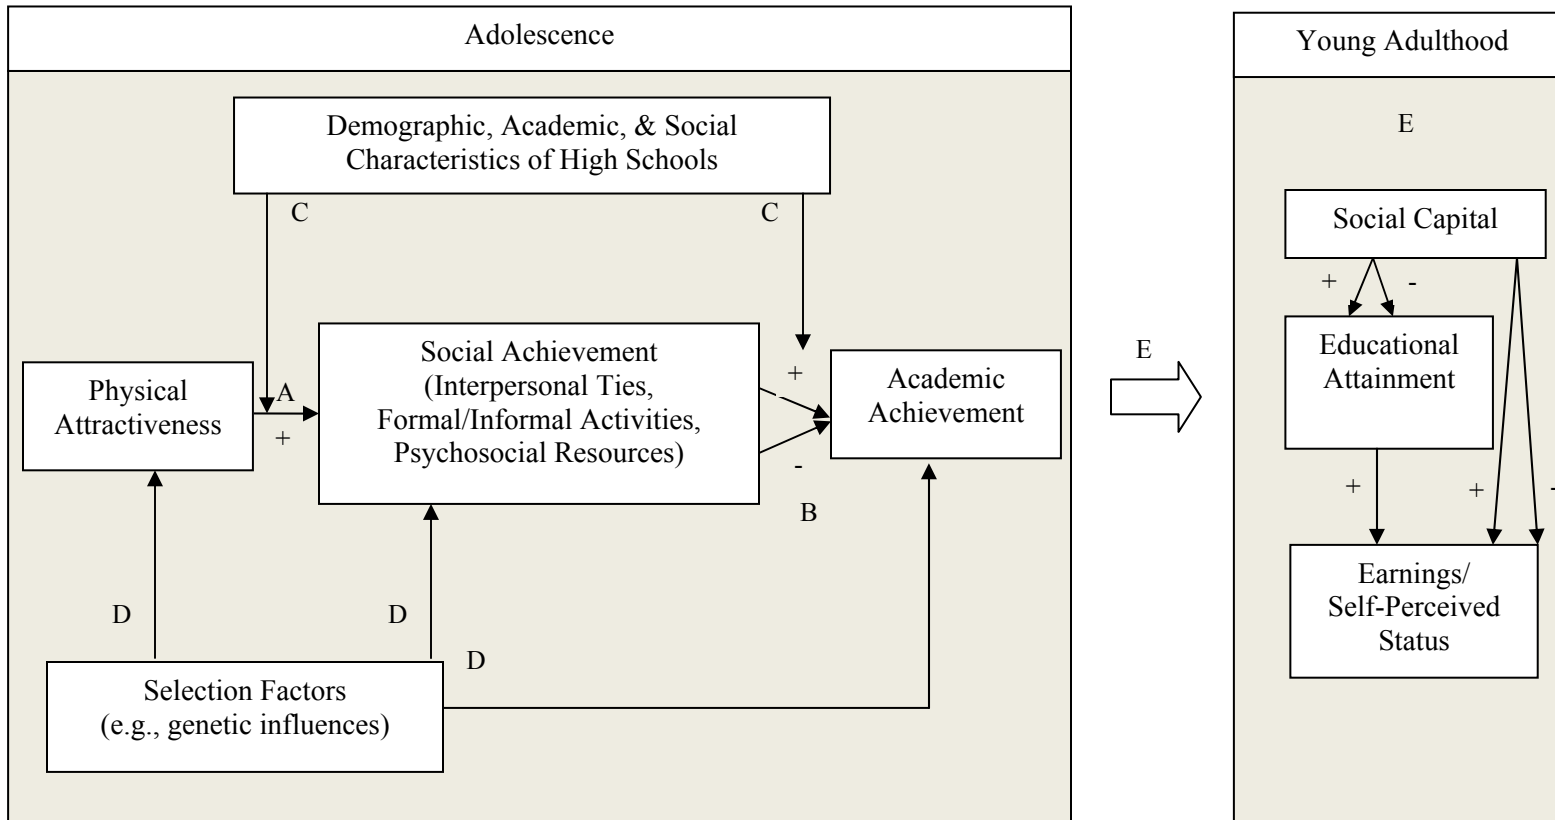 Adolescence
Demographic, Academic, & Social
Characteristics of High Schools
C
C
Physical
Attractiveness
A
+
Social Achievement
(Interpersonal Ties,
Formal/Informal Activities,
Psychosocial Resources)
+
-
B
Academic
Achievement
D
D
D
Selection Factors
(e.g., genetic influences)
E
Young Adulthood
E
Social Capital
+
-
Educational
Attainment
+
+
-
Earnings/
Self-Perceived
Status